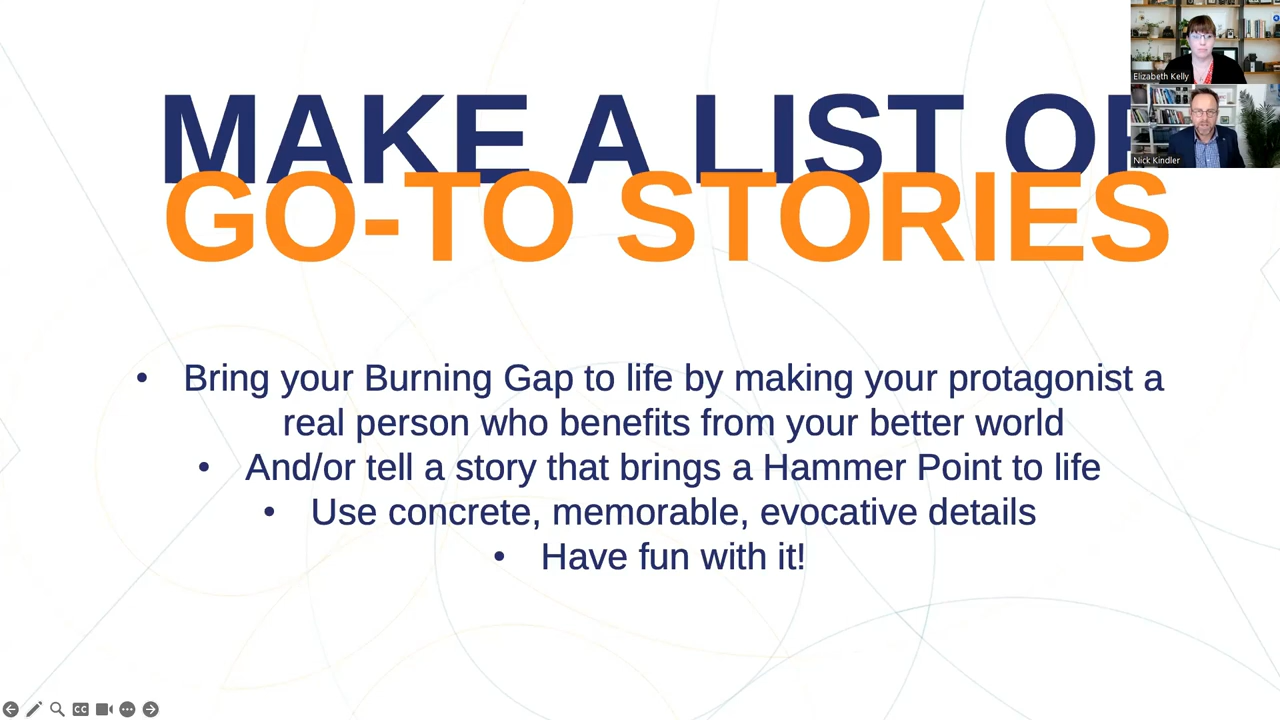 MAKE A LIST OF
GO-TO STORIES
• Bring your Burning Gap to life by making your protagonist a
real person who benefits from your better world
• And/or tell a story that brings a Hammer Point to life
• Use concrete, memorable, evocative details
• Have fun with it!
Elizabeth Kelly
Nick Kindler
CC